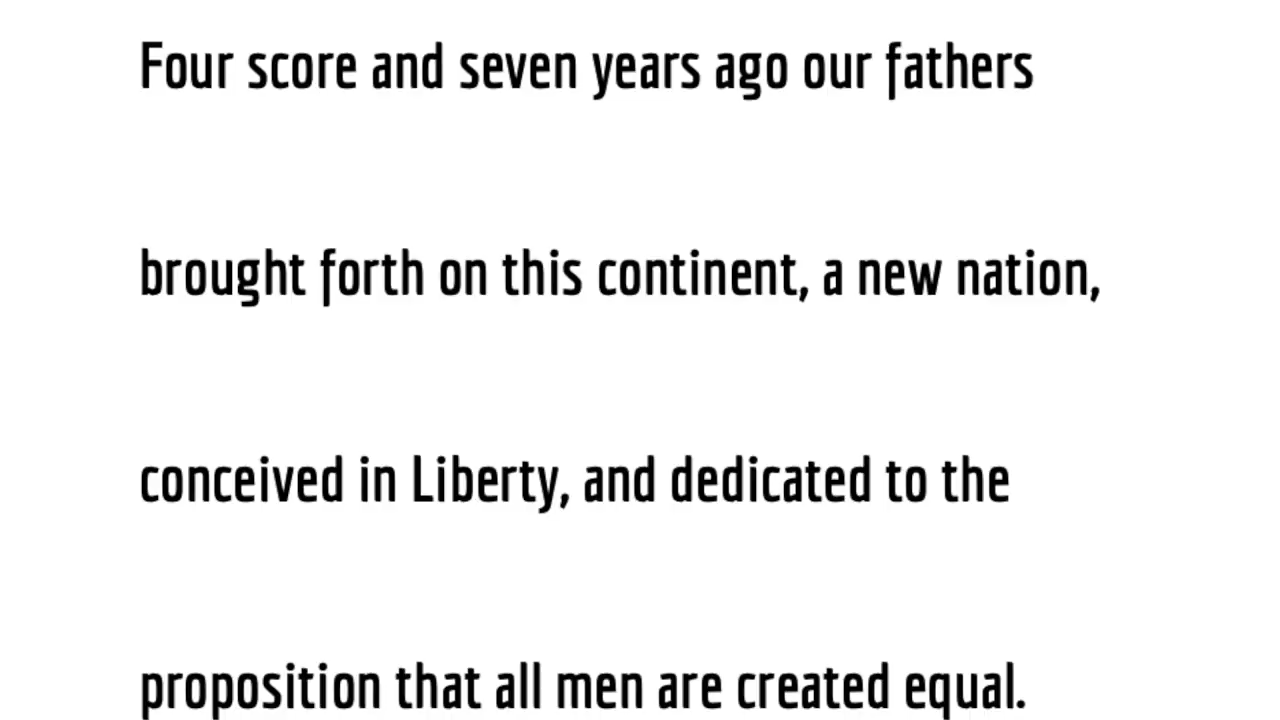 Four score and seven years ago our fathers
brought forth on this continent, a new nation,
conceived in Liberty, and dedicated to the
proposition that all men are created equal.